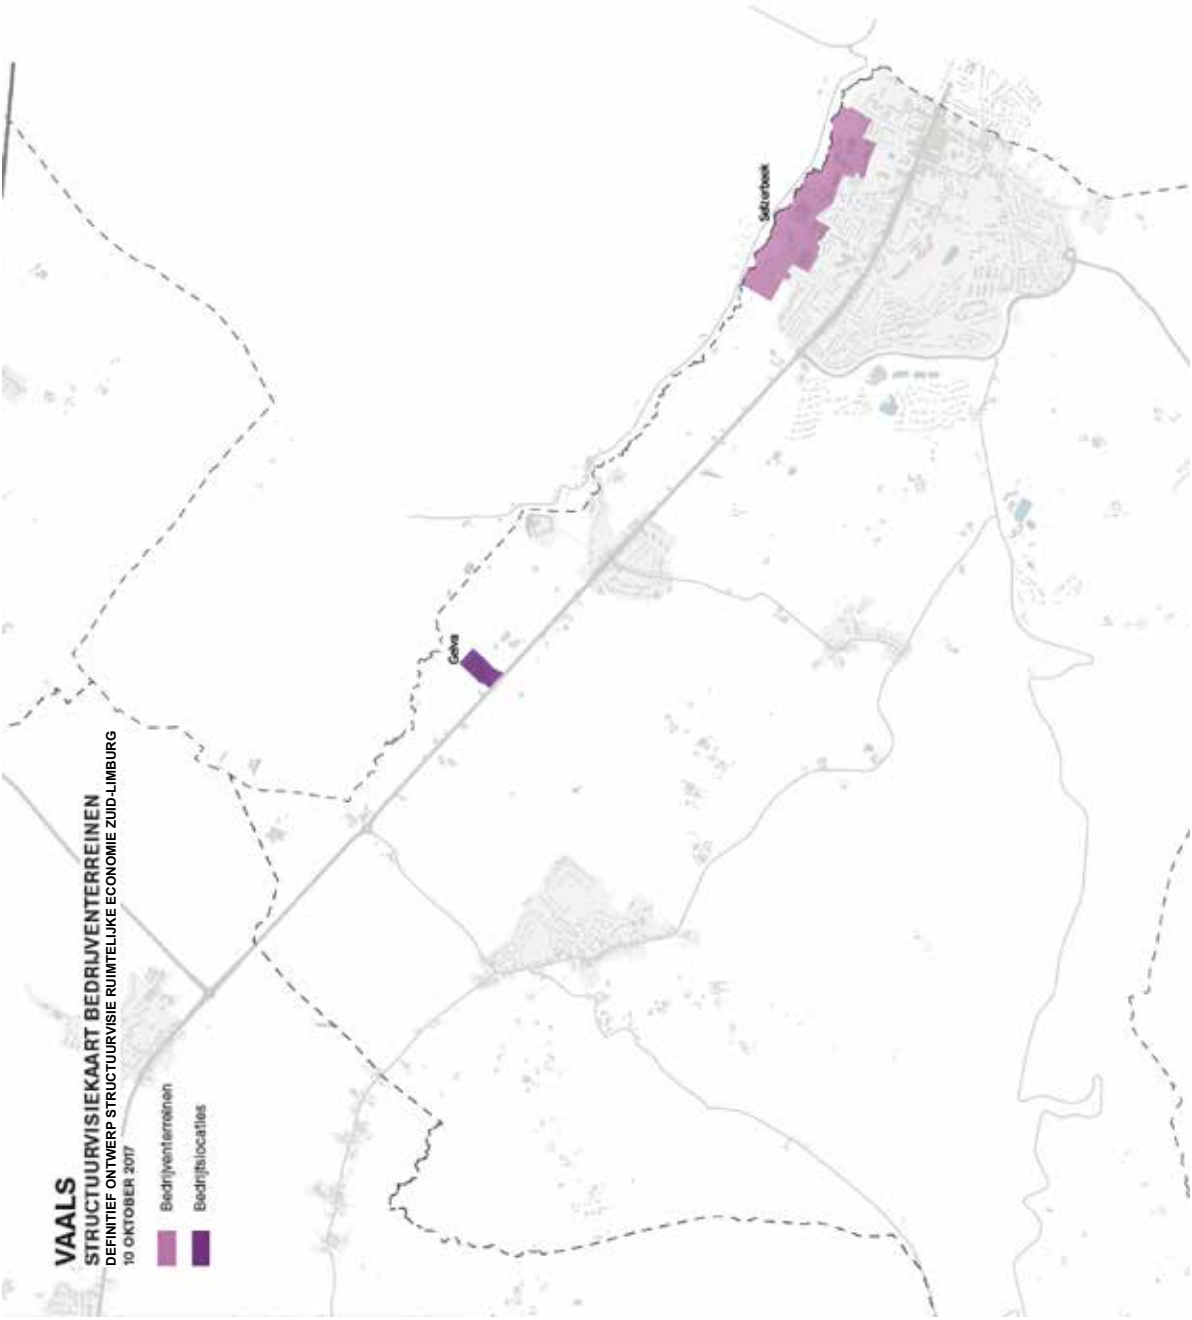 VAALS
STRUCTUURVISIEKAART BEDRIJVENTERREINEN
DEFINITIEF ONTWERP STRUCTUURVISIE RUIMTELIJKE ECONOMIE ZUID-LIMBURG
10 OKTOBER 2017
Bedrijventerreinen
Bedrijfslocaties
Gelva
Selzerbeek